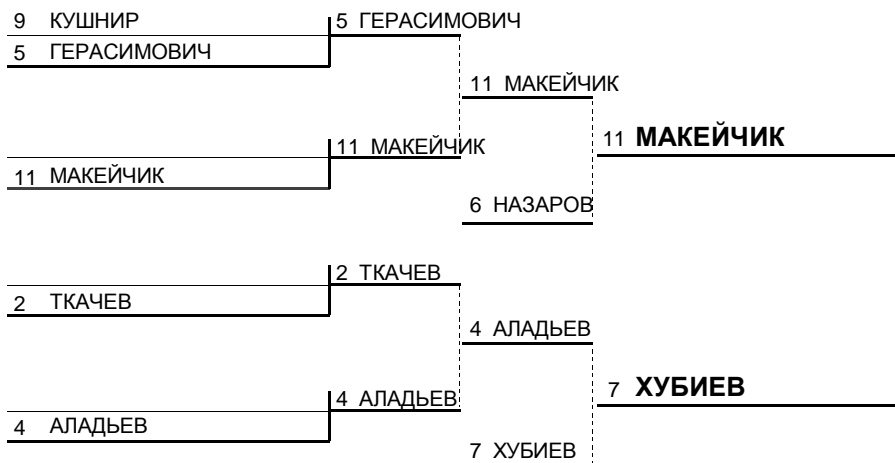 9 КУШНИР
5 ГЕРАСИМОВИЧ
5 ГЕРАСИМОВИЧ
11 МАКЕЙЧИК
11 МАКЕЙЧИК
11 МАКЕЙЧИК
11 МАКЕЙЧИК
6 НАЗАРОВ
2 ТКАЧЕВ
2 ТКАЧЕВ
4 АЛАДЬЕВ
7 ХУБИЕВ
4 АЛАДЬЕВ
4 АЛАДЬЕВ
7 ХУБИЕВ